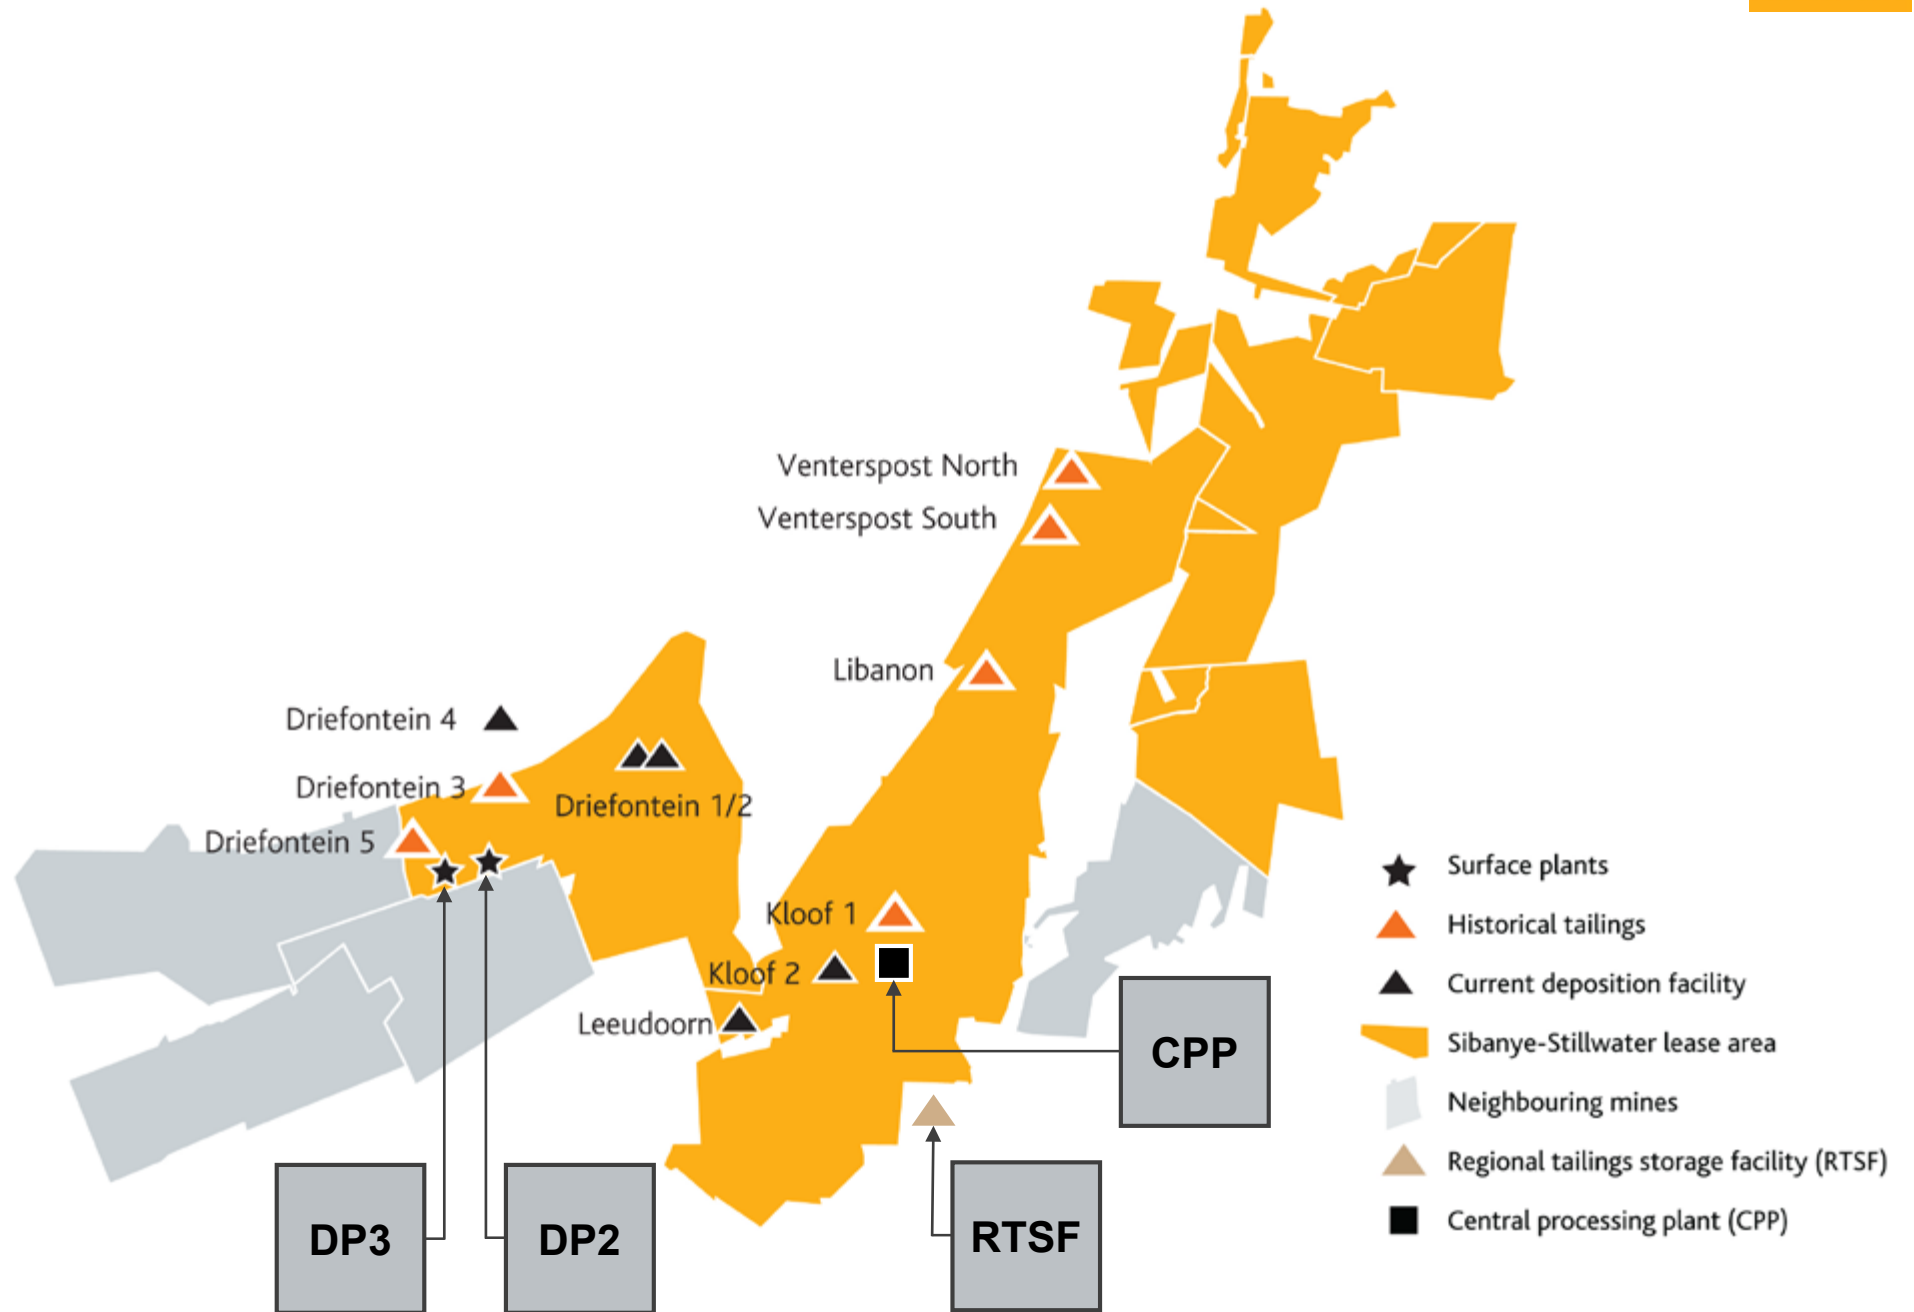 Venterspost North
Venterspost South
Libanon
Driefontein 4
Driefontein 3
Driefontein 1/2
Driefontein 5
Kloof 1
Kloof 2
Leeudoorn
CPP
DP3
DP2
RTSF
Surface plants
Historical tailings
Current deposition facility
Sibanye-Stillwater lease area
Neighbouring mines
Regional tailings storage facility (RTSF)
Central processing plant (CPP)